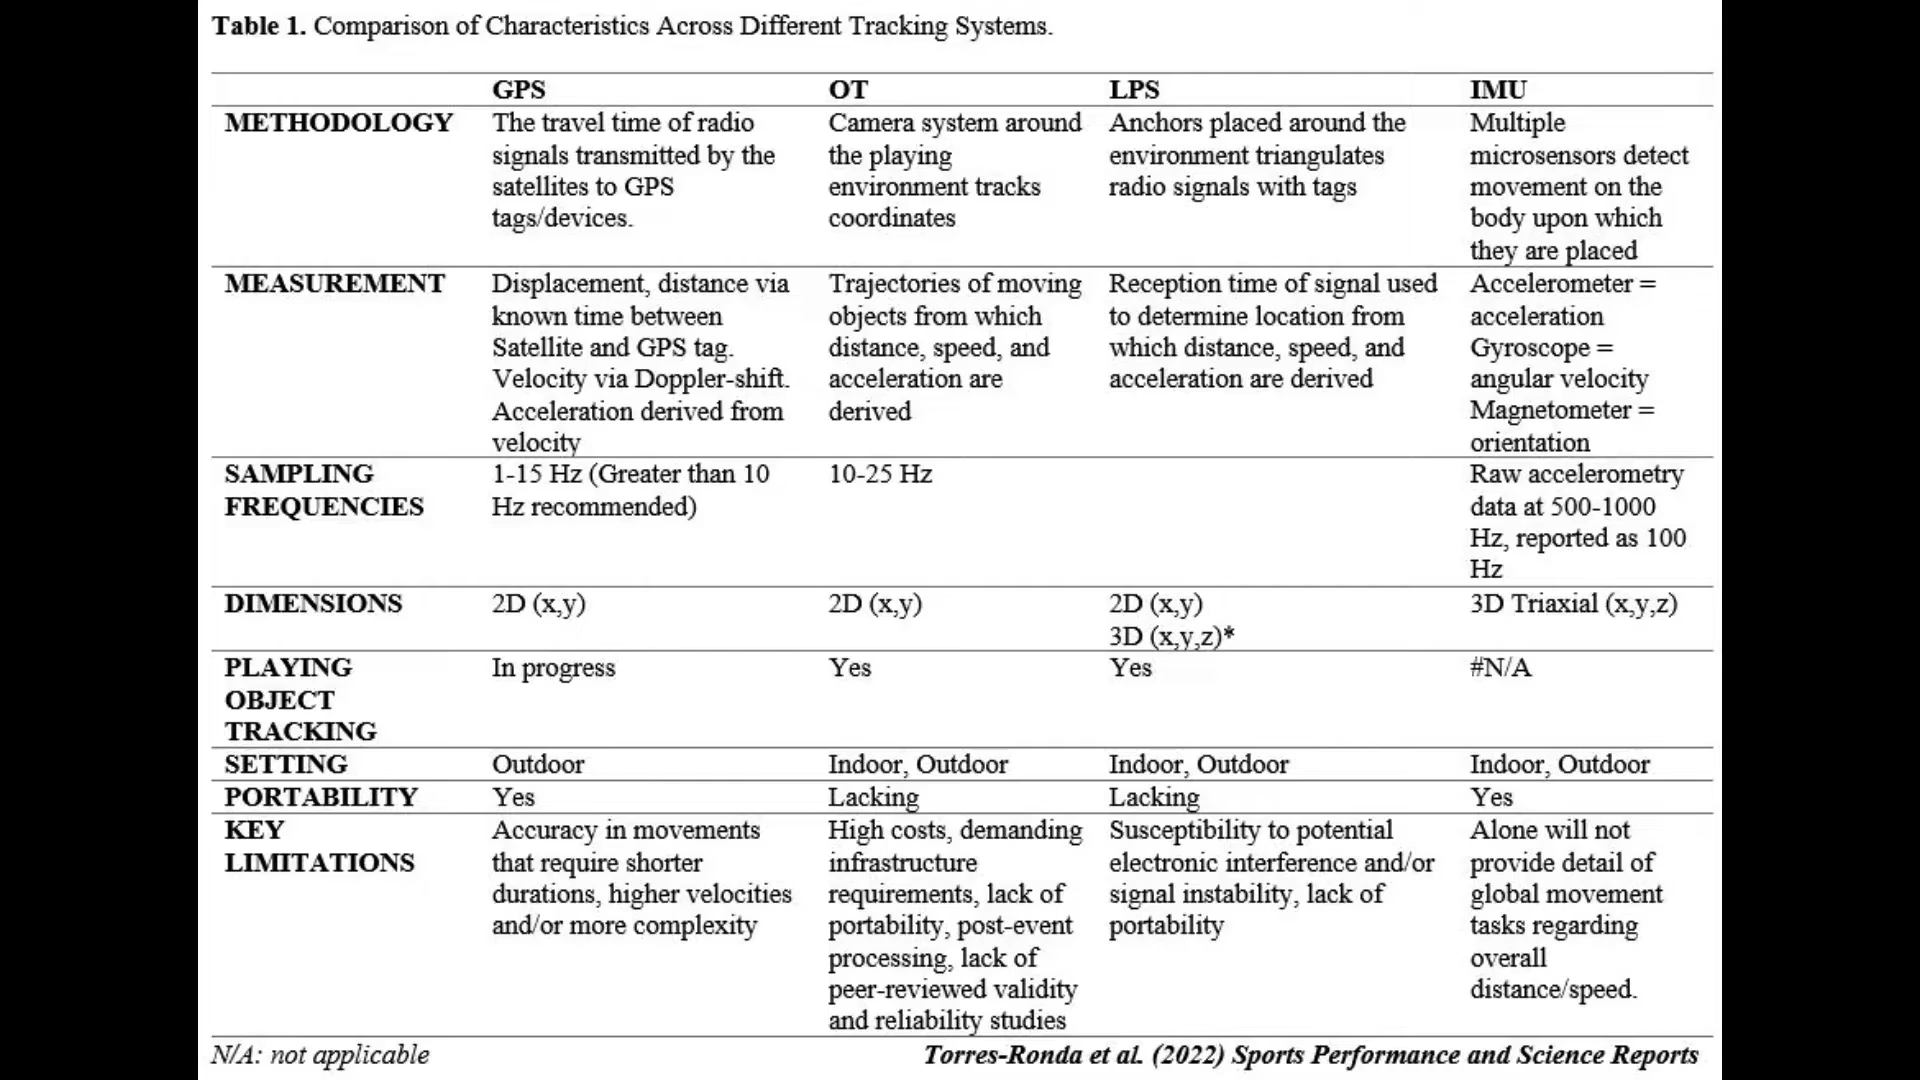 Table 1. Comparison of Characteristics Across Different Tracking Systems.
GPS OT LPS IMU
METHODOLOGY
The travel time of radio
signals transmitted by the
satellites to GPS
tags/devices.
Camera system around
the playing
environment tracks
coordinates
Anchors placed around the
environment triangulates
radio signals with tags
Multiple
microsensors detect
movement on the
body upon which
they are placed
MEASUREMENT
Displacement, distance via
known time between
Satellite and GPS tag.
Velocity via Doppler-shift.
Acceleration derived from
velocity
Trajectories of moving
objects from which
distance, speed, and
acceleration are
derived
Reception time of signal used
to determine location from
which distance, speed, and
acceleration are derived
Accelerometer =
acceleration
Gyroscope =
angular velocity
Magnetometer =
orientation
SAMPLING
FREQUENCIES
1-15 Hz (Greater than 10
Hz recommended)
10-25 Hz
Raw accelerometry
data at 500-1000
Hz, reported as 100
Hz
DIMENSIONS
2D (x,y)
2D (x,y)
2D (x,y)
3D (x,y,z)*
3D Triaxial (x,y,z)
PLAYING
OBJECT
TRACKING
In progress
Yes
Yes
#N/A
SETTING
Outdoor
Indoor, Outdoor
Indoor, Outdoor
Indoor, Outdoor
PORTABILITY
Yes
Lacking
Lacking
Yes
KEY
LIMITATIONS
Accuracy in movements
that require shorter
durations, higher velocities
and/or more complexity
High costs, demanding
infrastructure
requirements, lack of
portability, post-event
processing, lack of
peer-reviewed validity
and reliability studies
Susceptibility to potential
electronic interference and/or
signal instability, lack of
portability
Alone will not
provide detail of
global movement
tasks regarding
overall
distance/speed.
N/A: not applicable
Torres-Ronda et al. (2022) Sports Performance and Science Reports